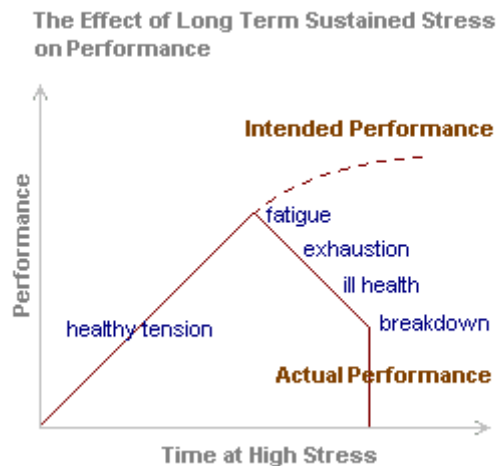 The Effect of Long Term Sustained Stress
on Performance
Intended Performance
Performance
fatigue
exhaustion
ill health
healthy tension
breakdown
Actual Performance
Time at High Stress